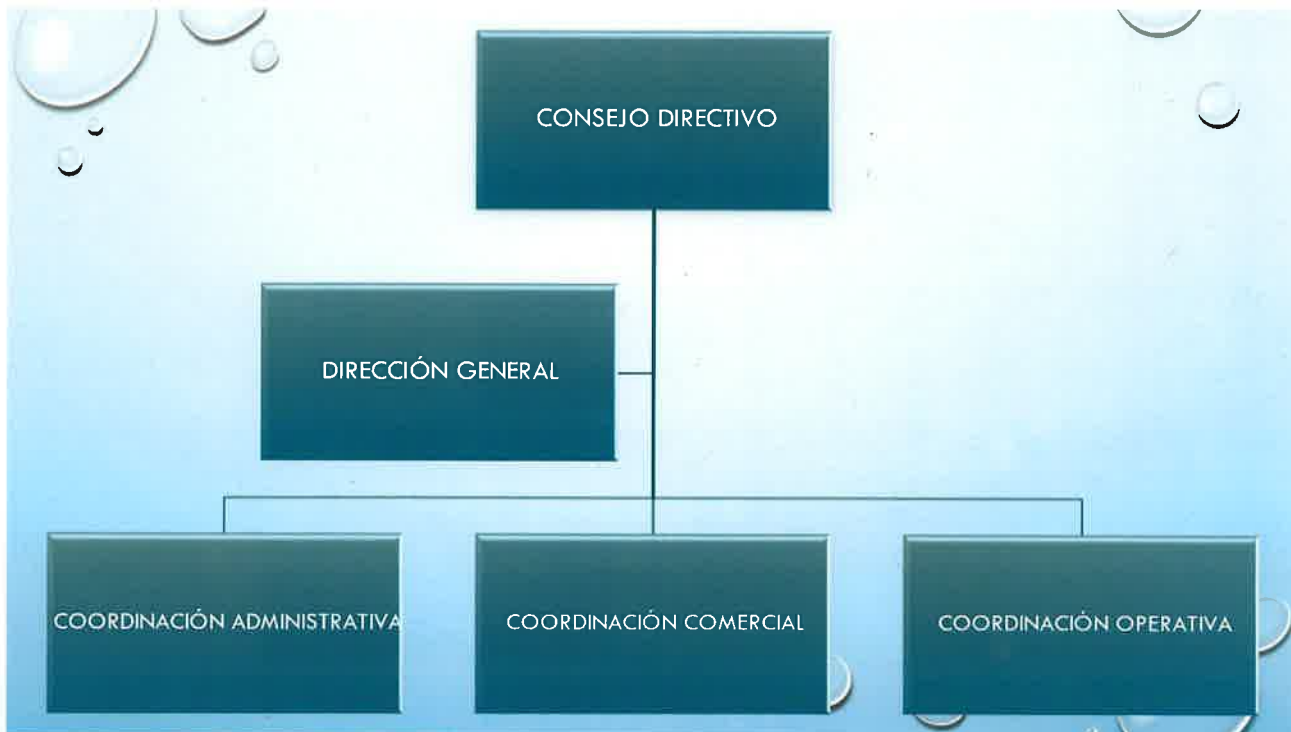 CONSEJO DIRECTIVO
DIRECCIÓN GENERAL
COORDINACIÓN ADMINISTRATIVA
COORDINACIÓN COMERCIAL
COORDINACIÓN OPERATIVA